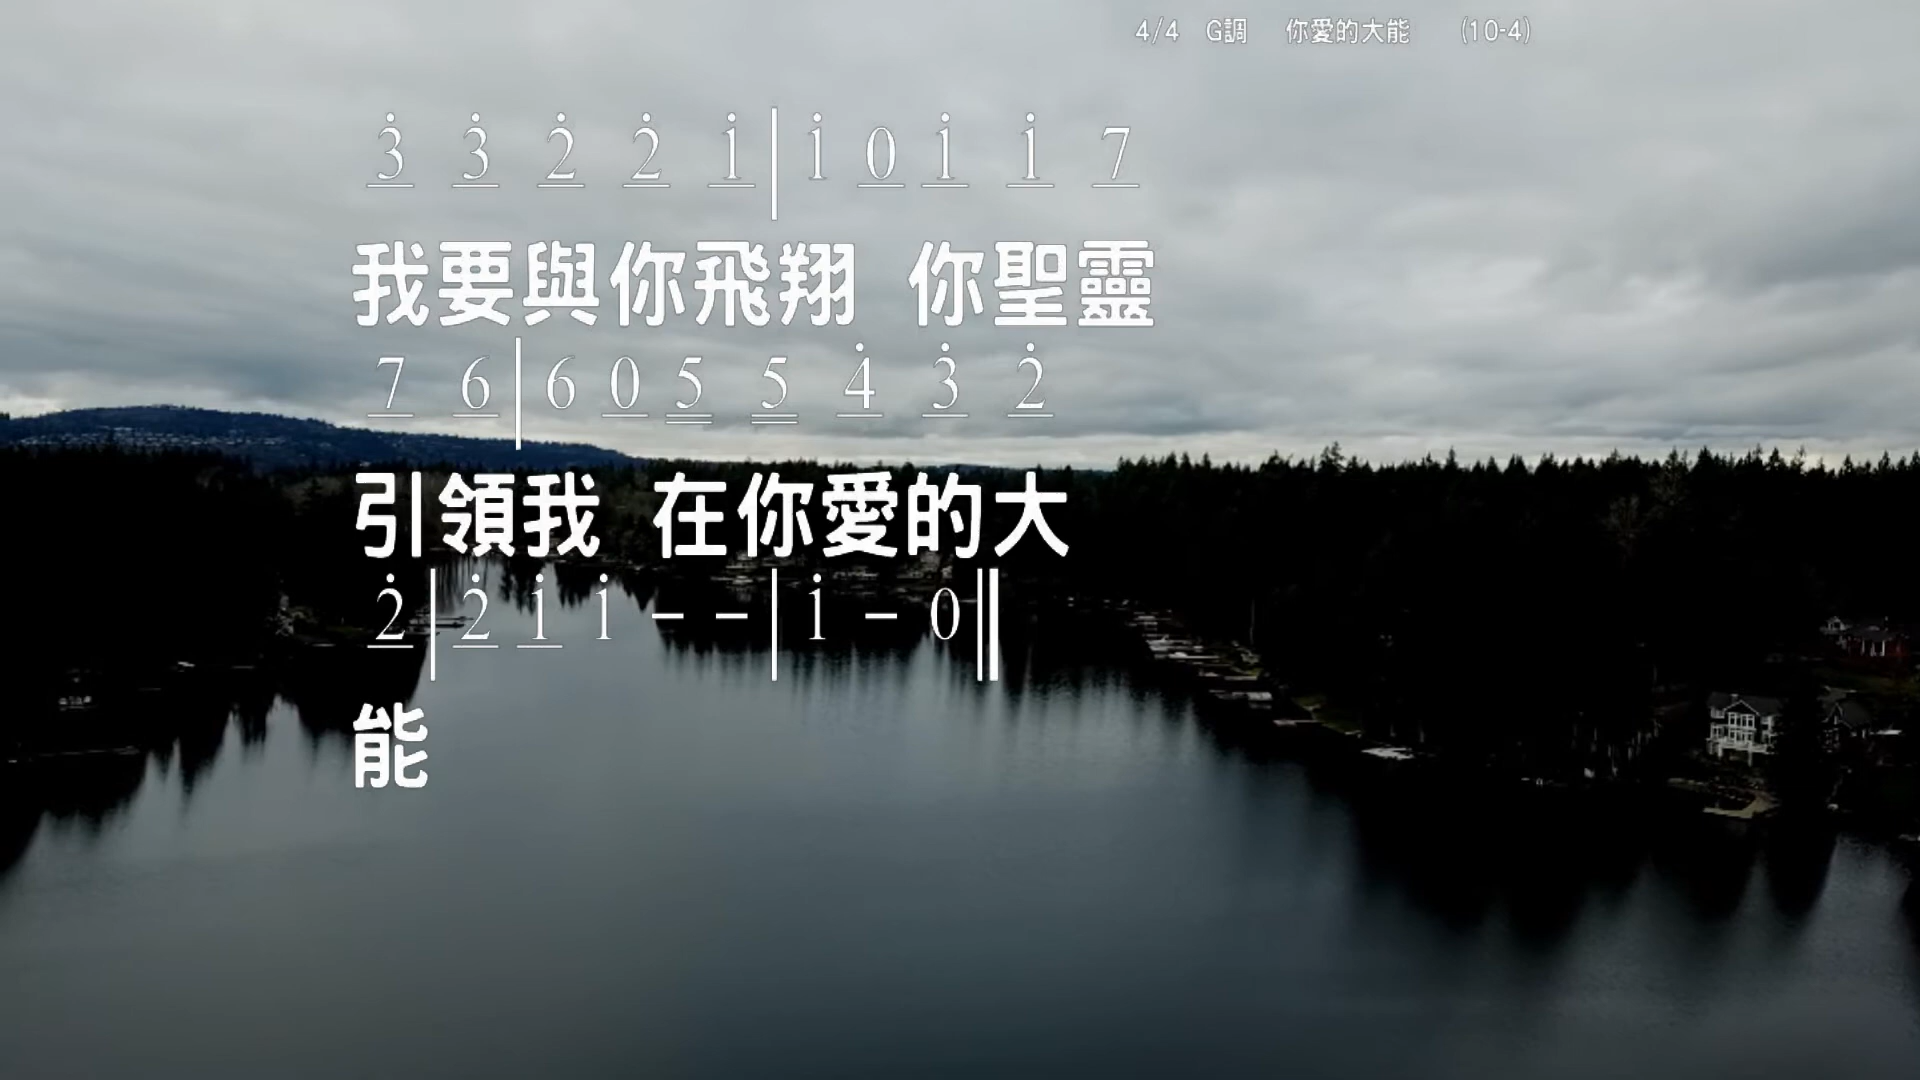 4/4 G調 你愛的大能 (10-4)
3̇ 3̇ 2̇ 2̇ 1̇ | 1̇ 0 1̇ 1̇ 7
我要與你飛翔 你聖靈
7 6 | 6 0 5 5 4̇ 3̇ 2̇
引領我 在你愛的大
2̇ | 2̇ 1̇ 1̇ – – | 1̇ – 0 ‖
能